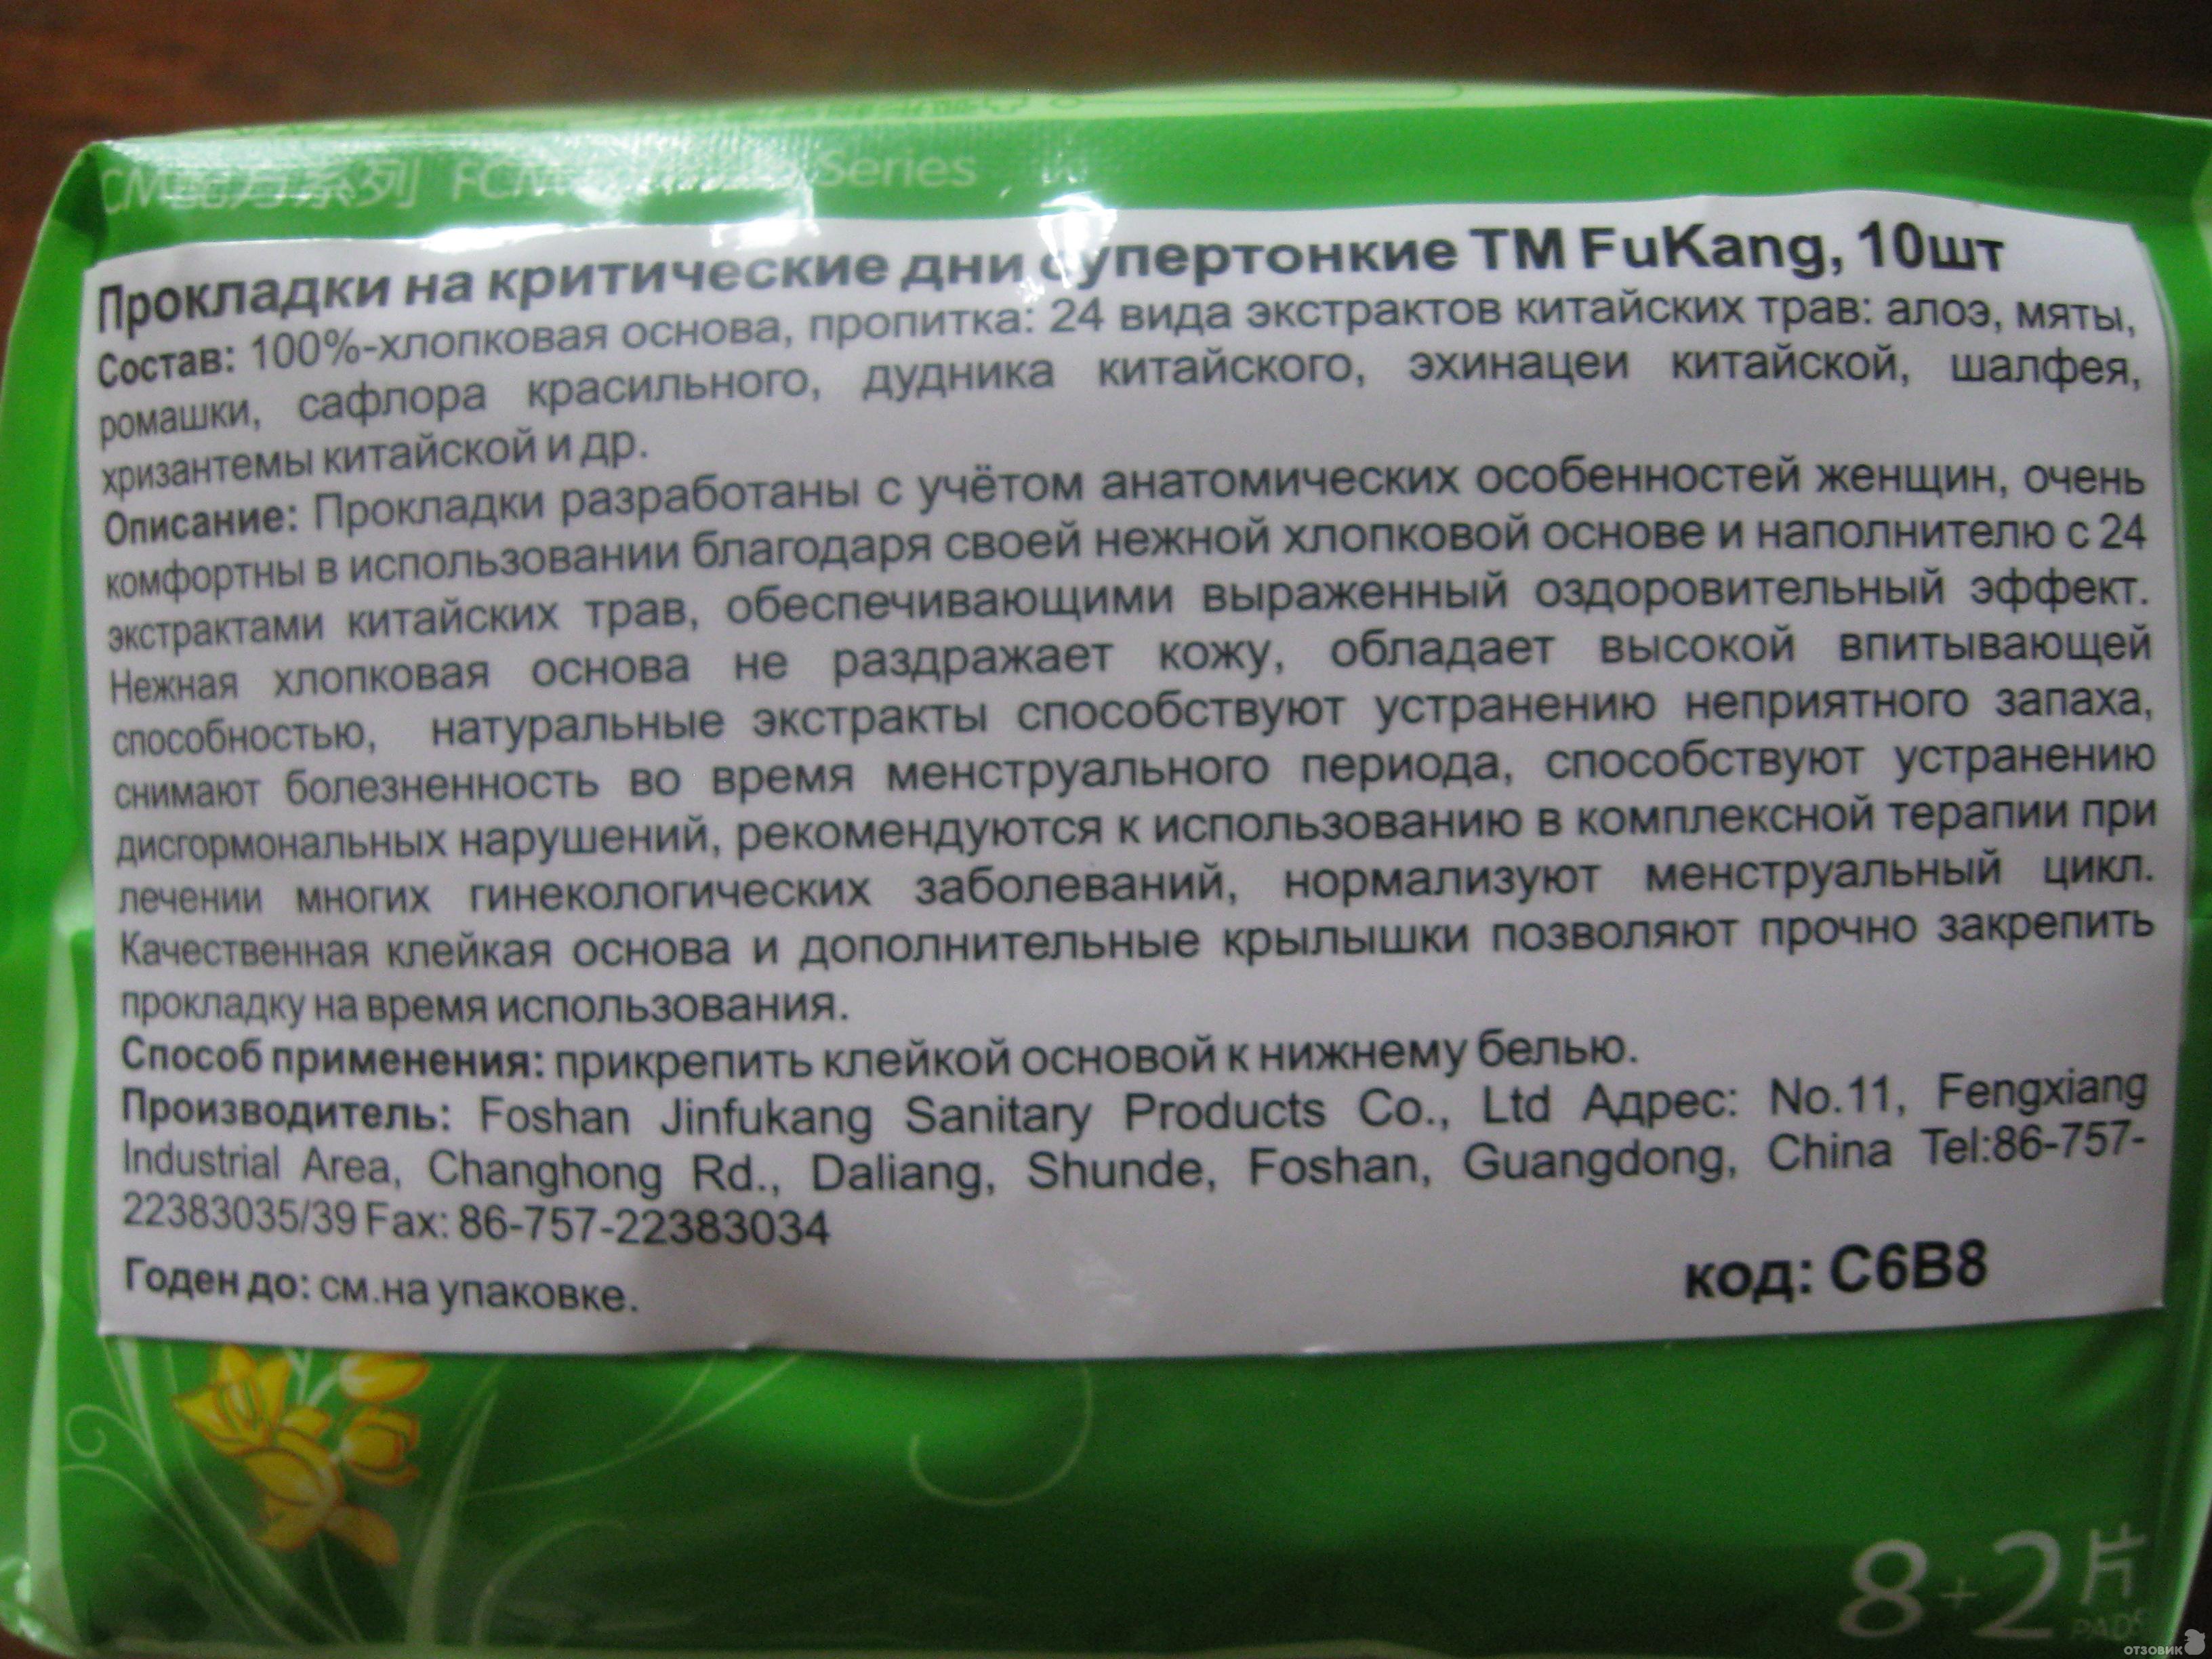 系列 FCM Series
Прокладки на критические дни супертонкие ТМ FuKang, 10шт
Состав: 100%-хлопковая основа, пропитка: 24 вида экстрактов китайских трав: алоэ, мяты,
ромашки, сафлора красильного, дудника китайского, эхинацеи китайской, шалфея,
хризантемы китайской и др.
Описание: Прокладки разработаны с учётом анатомических особенностей женщин, очень
комфортны в использовании благодаря своей нежной хлопковой основе и наполнителю с 24
экстрактами китайских трав, обеспечивающими выраженный оздоровительный эффект.
Нежная хлопковая основа не раздражает кожу, обладает высокой впитывающей
способностью, натуральные экстракты способствуют устранению неприятного запаха,
снимают болезненность во время менструального периода, способствуют устранению
дисгормональных нарушений, рекомендуются к использованию в комплексной терапии при
лечении многих гинекологических заболеваний, нормализуют менструальный цикл.
Качественная клейкая основа и дополнительные крылышки позволяют прочно закрепить
прокладку на время использования.
Способ применения: прикрепить клейкой основой к нижнему белью.
Производитель: Foshan Jinfukang Sanitary Products Co., Ltd Адрес: No.11, Fengxiang
Industrial Area, Changhong Rd., Daliang, Shunde, Foshan, Guangdong, China Tel:86-757-
22383035/39 Fax: 86-757-22383034
Годен до: см.на упаковке.
код: C6B8
8+2片
PADS
ОТЗОВИК